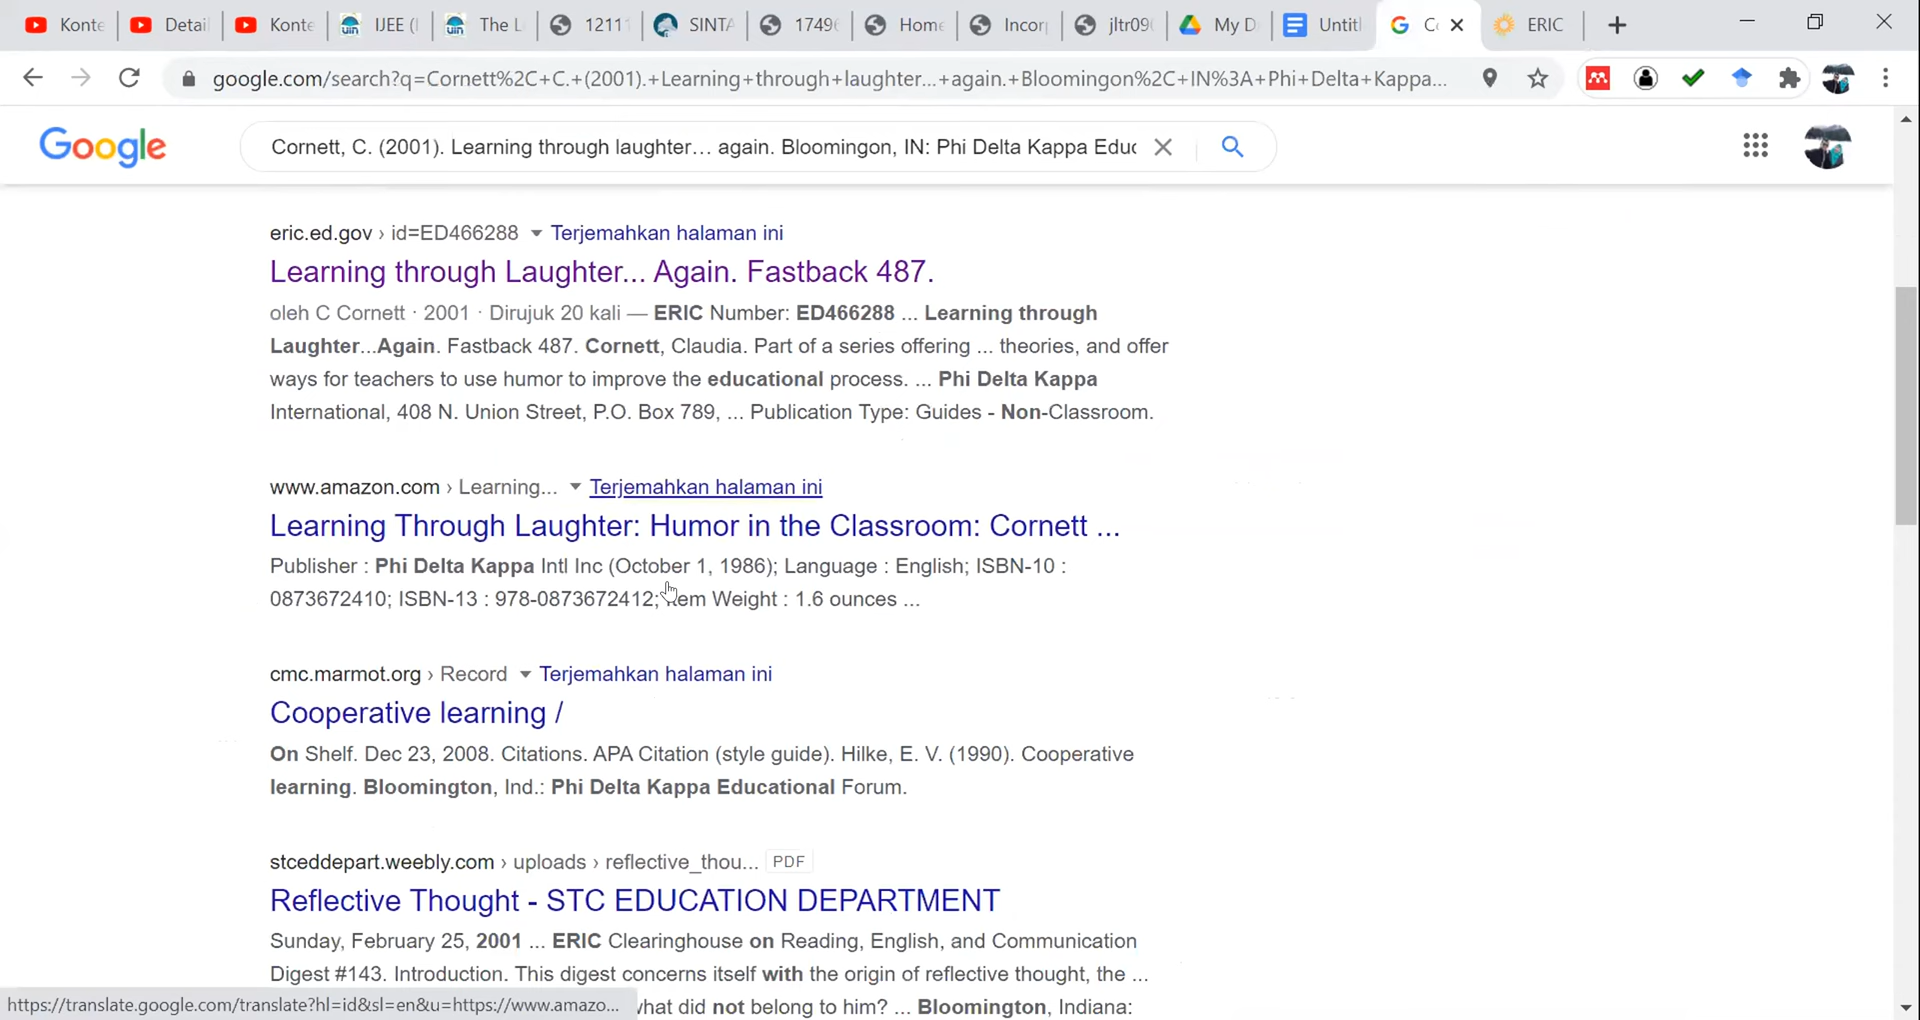 Konte
Detail
Konte
IJEE (
The L
1211
SINTA
1749
Home
Incor
jltr09
My D
Untitl
ERIC
google.com/search?q=Cornett%2C+C.+(2001).+Learning+through+laughter...+again.+Bloomingon%2C+IN%3A+Phi+Delta+Kappa...
Google
Cornett, C. (2001). Learning through laughter… again. Bloomingon, IN: Phi Delta Kappa Educ
eric.ed.gov › id=ED466288 Terjemahkan halaman ini
Learning through Laughter... Again. Fastback 487.
oleh C Cornett · 2001 · Dirujuk 20 kali — ERIC Number: ED466288 ... Learning through
Laughter...Again. Fastback 487. Cornett, Claudia. Part of a series offering ... theories, and offer
ways for teachers to use humor to improve the educational process. ... Phi Delta Kappa
International, 408 N. Union Street, P.O. Box 789, ... Publication Type: Guides - Non-Classroom.
www.amazon.com › Learning... Terjemahkan halaman ini
Learning Through Laughter: Humor in the Classroom: Cornett ...
Publisher : Phi Delta Kappa Intl Inc (October 1, 1986); Language : English; ISBN-10 :
0873672410; ISBN-13 : 978-0873672412; Item Weight : 1.6 ounces ...
cmc.marmot.org › Record Terjemahkan halaman ini
Cooperative learning /
On Shelf. Dec 23, 2008. Citations. APA Citation (style guide). Hilke, E. V. (1990). Cooperative
learning. Bloomington, Ind.: Phi Delta Kappa Educational Forum.
stceddepart.weebly.com › uploads › reflective_thou... PDF
Reflective Thought - STC EDUCATION DEPARTMENT
Sunday, February 25, 2001 ... ERIC Clearinghouse on Reading, English, and Communication
Digest #143. Introduction. This digest concerns itself with the origin of reflective thought, the ...
what did not belong to him? ... Bloomington, Indiana:
https://translate.google.com/translate?hl=id&sl=en&u=https://www.amazo...